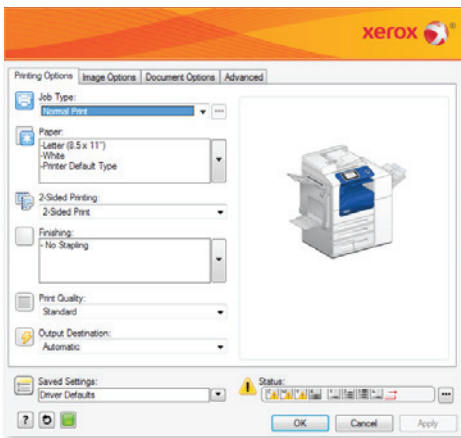 xerox
Printing Options Image Options Document Options Advanced
Job Type:
Normal Print
Paper:
-Letter (8.5 x 11")
-White
-Printer Default Type
2-Sided Printing:
2-Sided Print
Finishing:
- No Stapling
Print Quality:
Standard
Output Destination:
Automatic
Saved Settings:
Driver Defaults
Status:
?
OK Cancel Apply